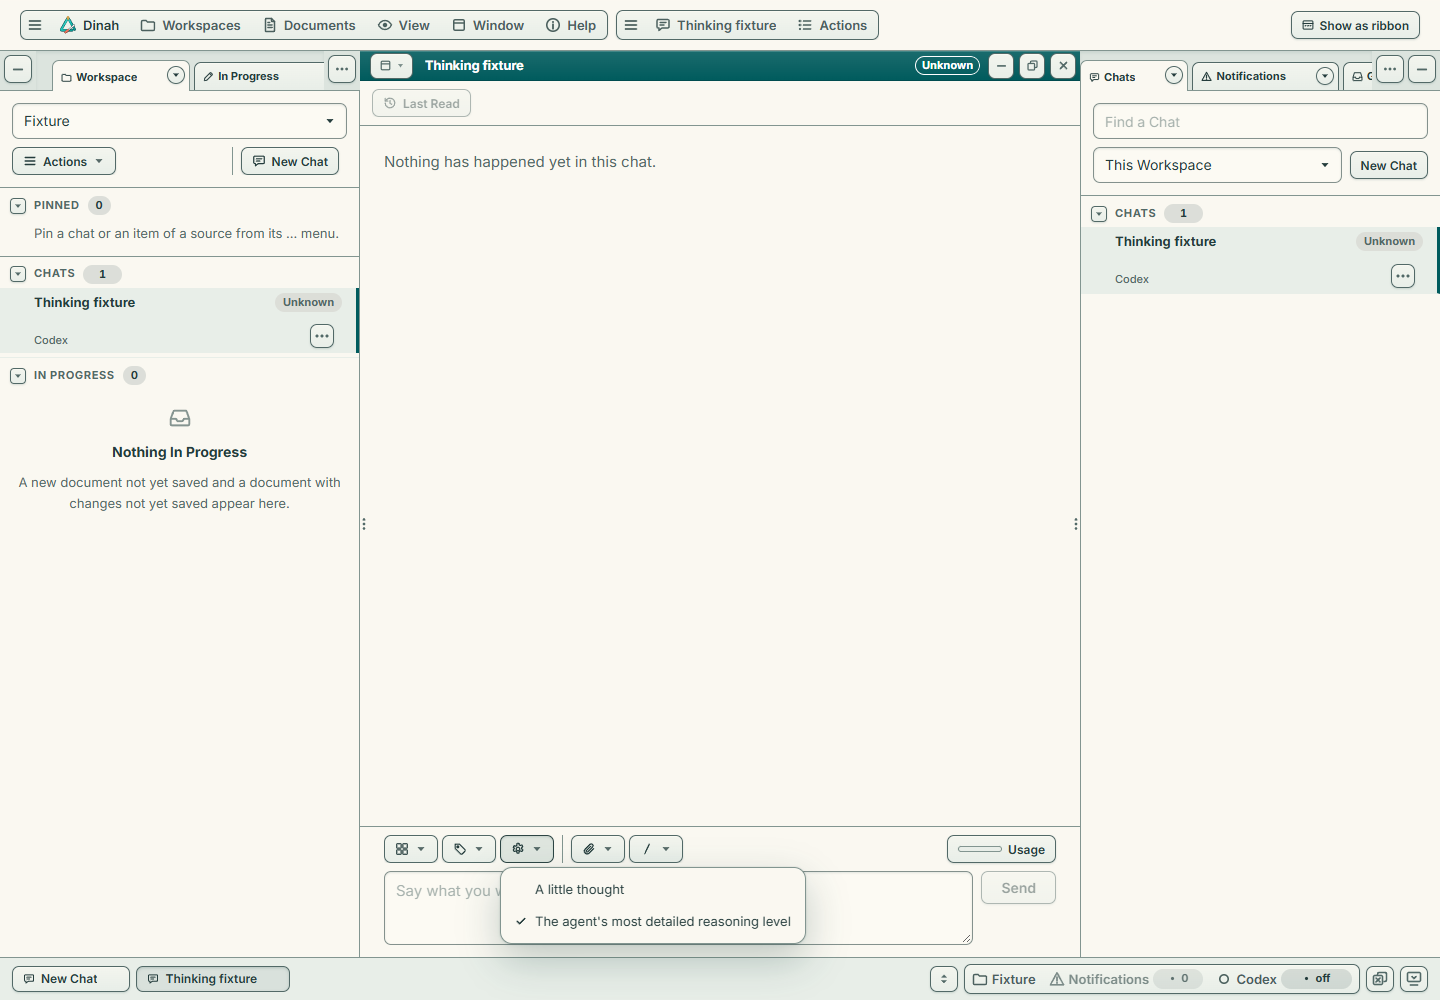 Dinah
Workspaces
Documents
View
Window
Help
Thinking fixture
Actions
Show as ribbon
Workspace
In Progress
Fixture
Actions
New Chat
PINNED 0
Pin a chat or an item of a source from its ... menu.
CHATS 1
Thinking fixture
Unknown
Codex
IN PROGRESS 0
Nothing In Progress
A new document not yet saved and a document with
changes not yet saved appear here.
Thinking fixture
Unknown
Last Read
Nothing has happened yet in this chat.
Usage
Say what you
A little thought
The agent's most detailed reasoning level
Send
Chats
Notifications
Find a Chat
This Workspace
New Chat
CHATS 1
Thinking fixture
Unknown
Codex
New Chat
Thinking fixture
Fixture
Notifications
• 0
Codex
• off